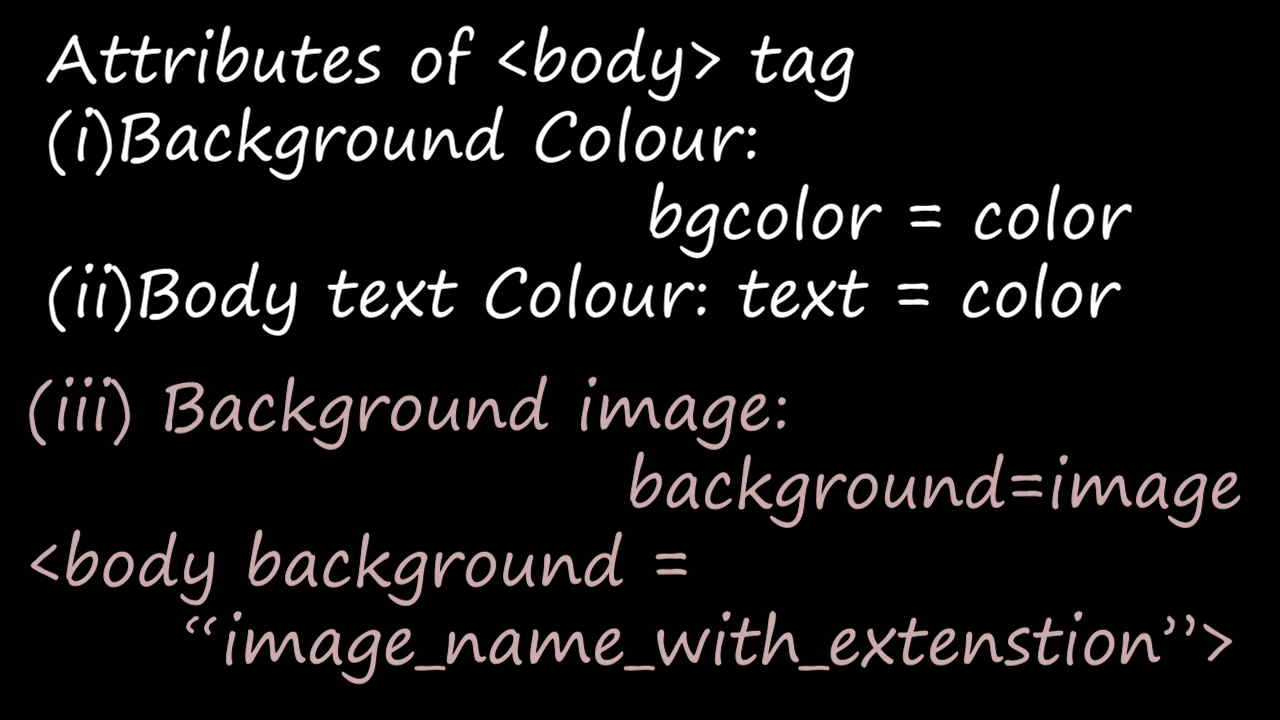 Attributes of <body> tag
(i)Background Colour:
bgcolor = color
(ii)Body text Colour: text = color
(iii) Background image:
background=image
<body background =
“image_name_with_extenstion’’>